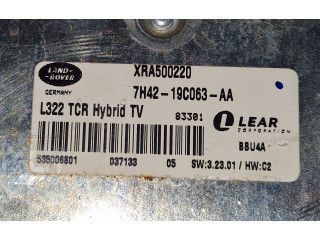 LAND-
ROVER
XRA500220
GERMANY
7H42-19C063-AA
L322 TCR Hybrid TV
83301
LEAR
CORPORATION
BBU4A
535006801
037133
05
SW:3.23.01 / HW:C2